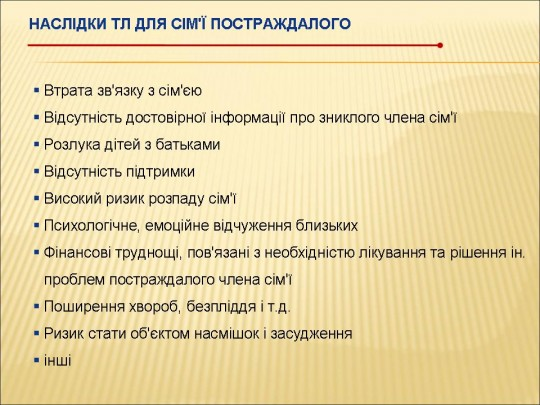 НАСЛІДКИ ТЛ ДЛЯ СІМ'Ї ПОСТРАЖДАЛОГО
▪ Втрата зв'язку з сім'єю
▪ Відсутність достовірної інформації про зниклого члена сім'ї
▪ Розлука дітей з батьками
▪ Відсутність підтримки
▪ Високий ризик розпаду сім'ї
▪ Психологічне, емоційне відчуження близьких
▪ Фінансові труднощі, пов'язані з необхідністю лікування та рішення ін.
проблем постраждалого члена сім'ї
▪ Поширення хвороб, безпліддя і т.д.
▪ Ризик стати об'єктом насмішок і засудження
▪ інші